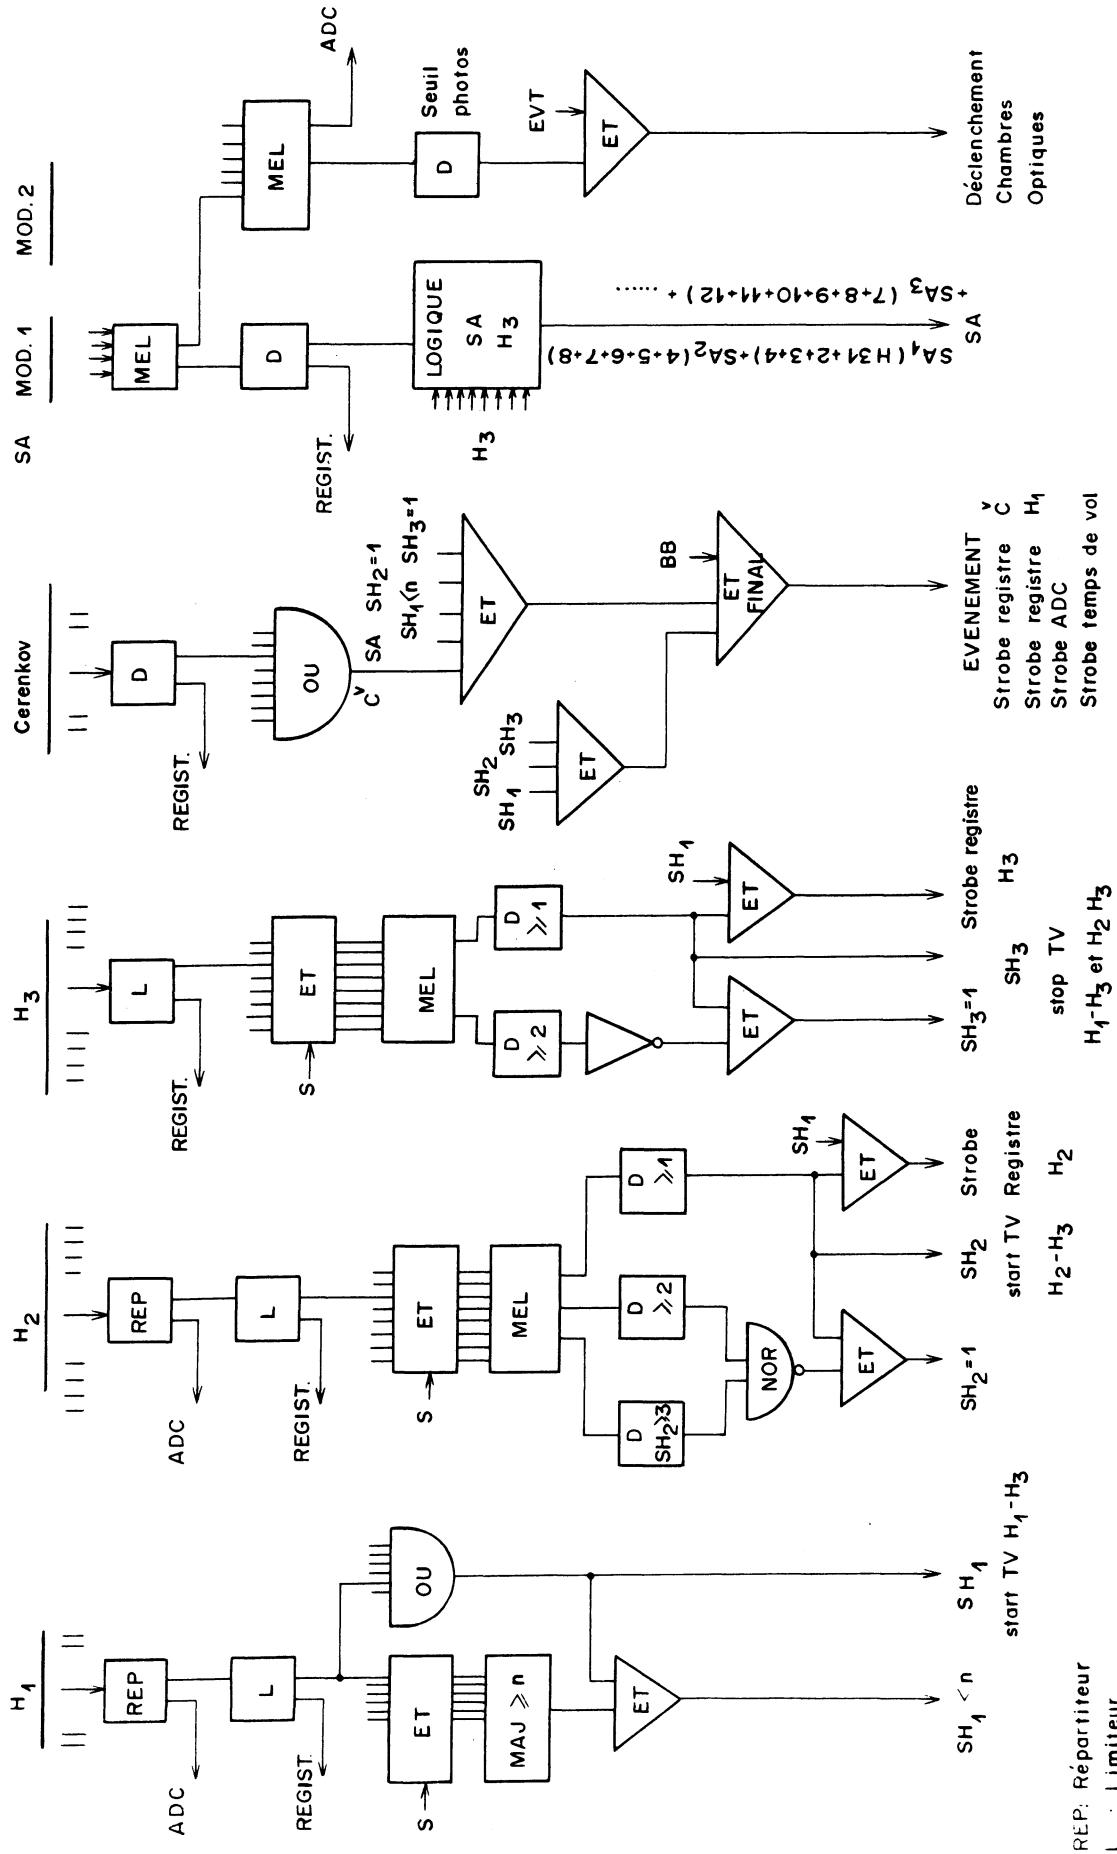 H1
REP
ADC
L
REGIST.
S
ET
MAJ ⩾ n
OU
ET
SH1 < n
SH1
start TV H1-H3
H2
REP
ADC
L
REGIST.
S
ET
MEL
D
SH2⩾3
D
⩾2
D
⩾1
NOR
ET
SH1
ET
SH2=1
SH2
start TV
H2-H3
Strobe
Registre
H2
H3
L
REGIST.
S
ET
MEL
D
⩾2
D
⩾1
ET
SH1
ET
SH3=1
SH3
stop TV
H1-H3 et H2 H3
Strobe registre
H3
Cerenkov
D
REGIST.
OU
Č
SA SH2=1
SH1<n SH3=1
ET
SH1 SH2 SH3
ET
BB
ET
FINAL
EVENEMENT
Strobe registre Č
Strobe registre H1
Strobe ADC
Strobe temps de vol
SA MOD.1 MOD.2
MEL
D
REGIST.
LOGIQUE
SA
H3
H3
SA1(H31+2+3+4)+SA2(4+5+6+7+8)
+SA3 (7+8+9+10+11+12) + ......
SA
MEL
ADC
D
Seuil
photos
EVT
ET
Déclenchement
Chambres
Optiques
REP: Répartiteur
L : Limiteur